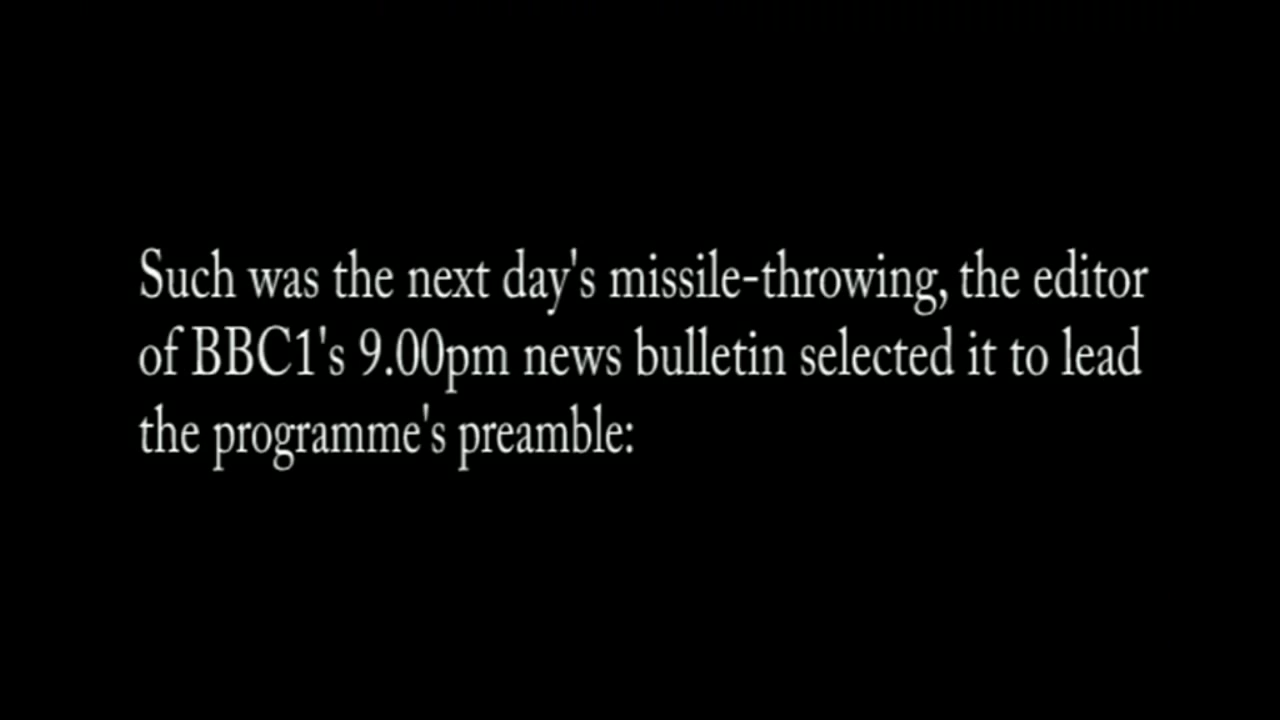 Such was the next day's missile-throwing, the editor
of BBC1's 9.00pm news bulletin selected it to lead
the programme's preamble: